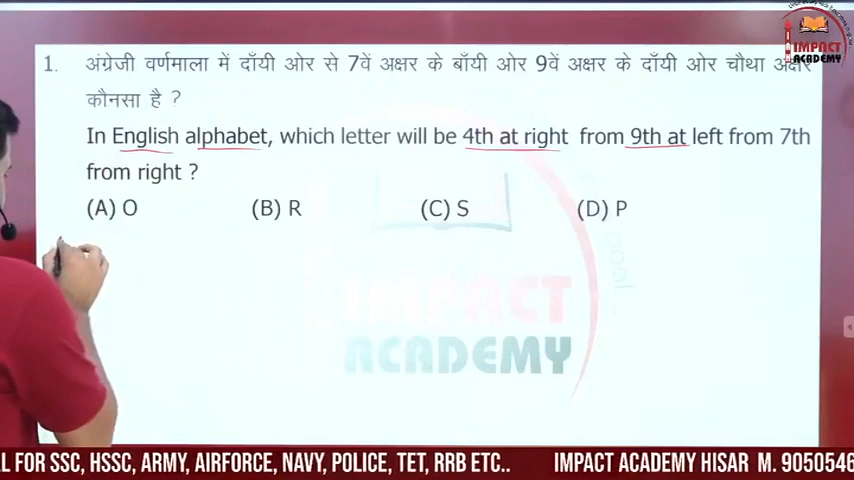 IMPACT
ACADEMY
1. अंग्रेजी वर्णमाला में दाँयी ओर से 7वें अक्षर के बाँयी ओर 9वें अक्षर के दाँयी ओर चौथा अक्षर
कौनसा है ?
In English alphabet, which letter will be 4th at right from 9th at left from 7th
from right ?
(A) O (B) R (C) S (D) P
IMPACT
ACADEMY
L FOR SSC, HSSC, ARMY, AIRFORCE, NAVY, POLICE, TET, RRB ETC.. IMPACT ACADEMY HISAR M. 9050546